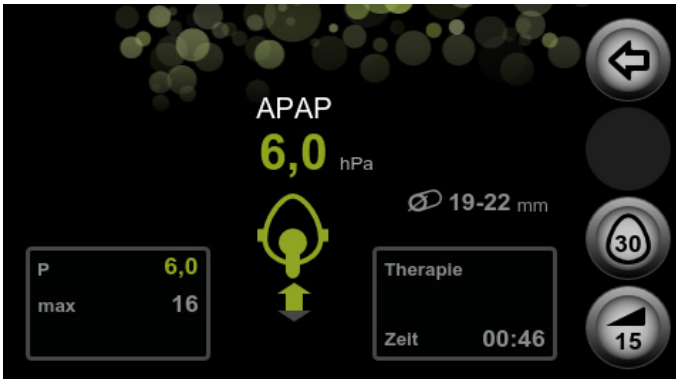 APAP
6,0 hPa
19-22 mm
30
P 6,0
max 16
Therapie
Zeit 00:46
15